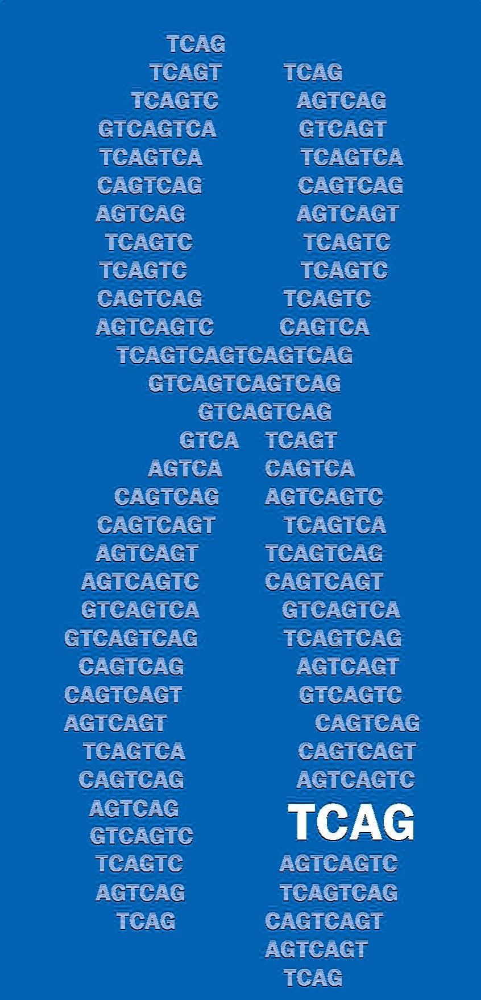 TCAG
TCAGT TCAG
TCAGTC AGTCAG
GTCAGTCA GTCAGT
TCAGTCA TCAGTCA
CAGTCAG CAGTCAG
AGTCAG AGTCAGT
TCAGTC TCAGTC
TCAGTC TCAGTC
CAGTCAG TCAGTC
AGTCAGTC CAGTCA
TCAGTCAGTCAGTCAG
GTCAGTCAGTCAG
GTCAGTCAG
GTCA TCAGT
AGTCA CAGTCA
CAGTCAG AGTCAGTC
CAGTCAGT TCAGTCA
AGTCAGT TCAGTCAG
AGTCAGTC CAGTCAGT
GTCAGTCA GTCAGTCA
GTCAGTCAG TCAGTCAG
CAGTCAG AGTCAGT
CAGTCAGT GTCAGTC
AGTCAGT CAGTCAG
TCAGTCA CAGTCAGT
CAGTCAG AGTCAGTC
AGTCAG TCAG
GTCAGTC
TCAGTC AGTCAGTC
AGTCAG TCAGTCAG
TCAG CAGTCAGT
AGTCAGT
TCAG